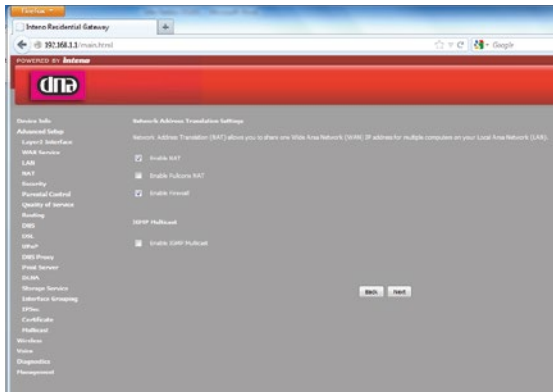 Firefox
Inteno Residential Gateway
192.168.1.1/main.html
Google
POWERED BY Inteno
dna
Device Info
Advanced Setup
Layer2 Interface
WAN Service
LAN
NAT
Security
Parental Control
Quality of Service
Routing
DNS
DSL
UPnP
DNS Proxy
Print Server
DLNA
Storage Service
Interface Grouping
IPSec
Certificate
Multicast
Wireless
Voice
Diagnostics
Management
Network Address Translation Settings
Network Address Translation (NAT) allows you to share one Wide Area Network (WAN) IP address for multiple computers on your Local Area Network (LAN).
Enable NAT
Enable Fullcone NAT
Enable Firewall
IGMP Multicast
Enable IGMP Multicast
Back Next